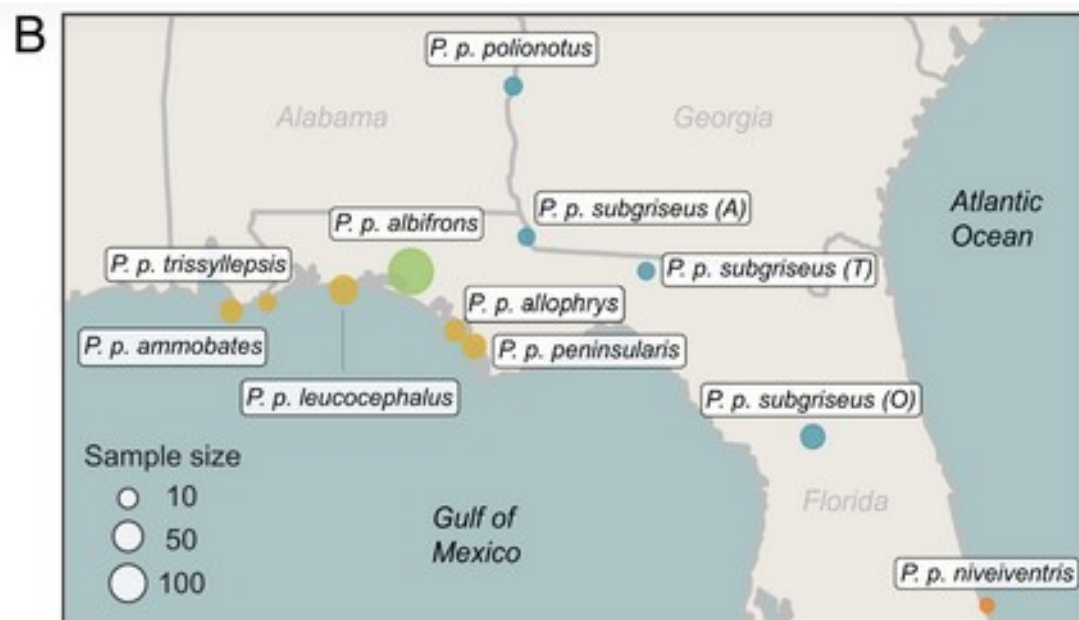 B
P. p. polionotus
Alabama
Georgia
P. p. subgriseus (A)
Atlantic
Ocean
P. p. albifrons
P. p. trissyllepsis
P. p. subgriseus (T)
P. p. allophrys
P. p. ammobates
P. p. peninsularis
P. p. leucocephalus
P. p. subgriseus (O)
Sample size
10
50
100
Gulf of
Mexico
Florida
P. p. niveiventris